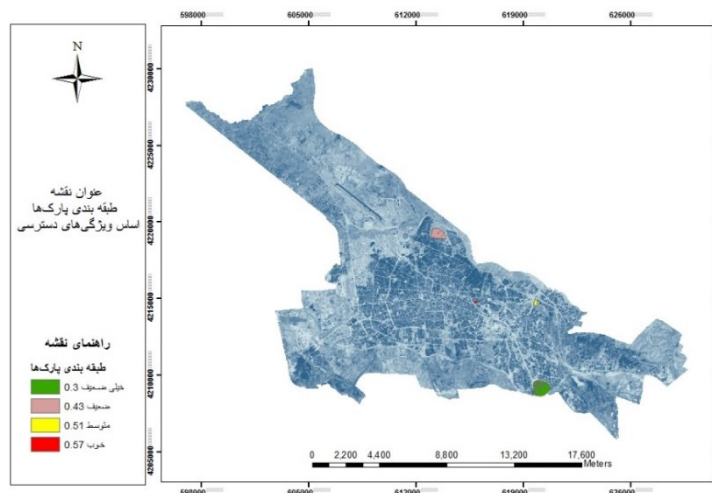 598000 605000 612000 619000 626000
N
عنوان نقشه
طبقه بندی پارک‌ها
اساس ویژگی‌های دسترسی
راهنمای نقشه
طبقه بندی پارک‌ها
خیلی ضعیف 0.3
ضعیف 0.43
متوسط 0.51
خوب 0.57
4230000
4225000
4220000
4215000
4210000
4205000
0 2,200 4,400 8,800 13,200 17,600
Meters
598000 605000 612000 619000 626000